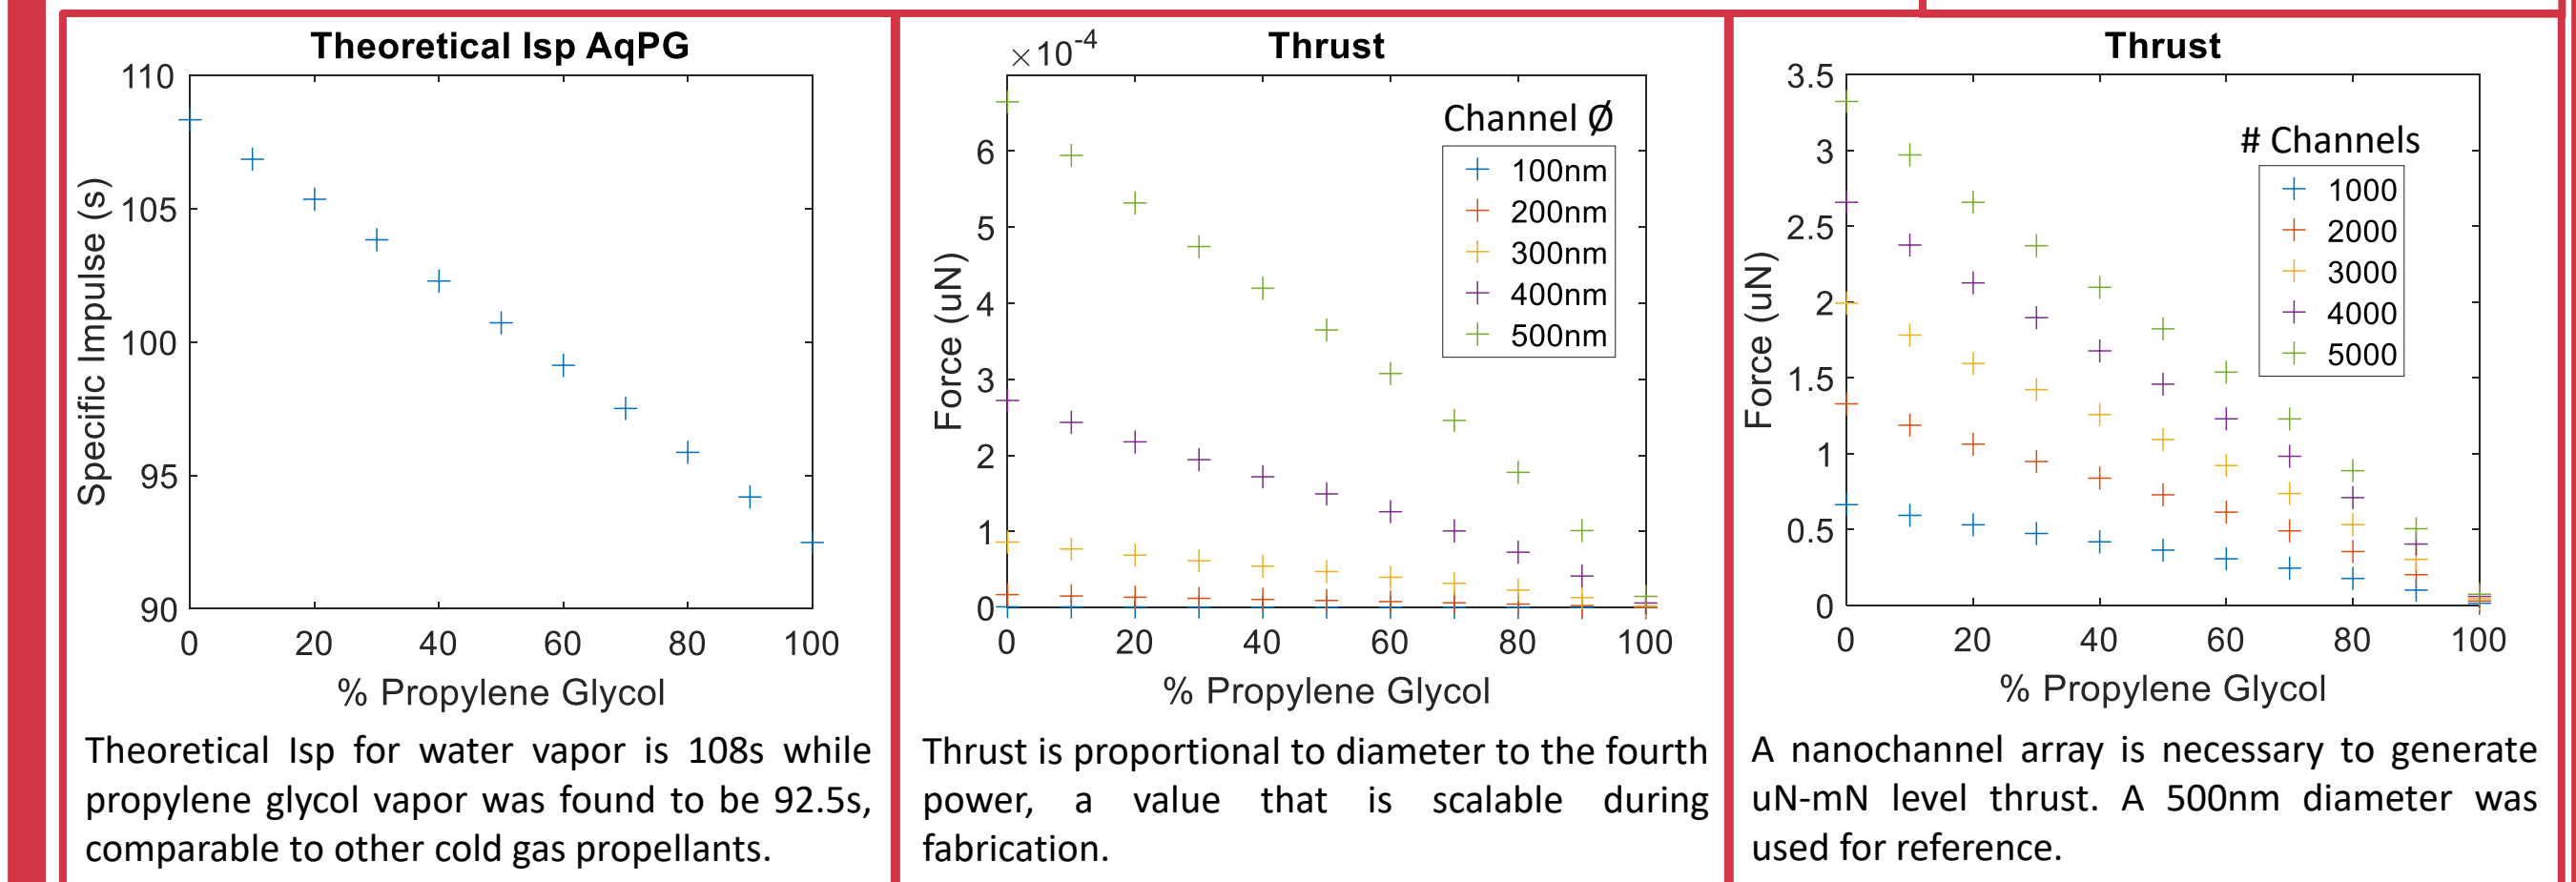 Theoretical Isp AqPG
110
105
100
95
90
Specific Impulse (s)
0 20 40 60 80 100
% Propylene Glycol
Theoretical Isp for water vapor is 108s while
propylene glycol vapor was found to be 92.5s,
comparable to other cold gas propellants.
×10-4
Thrust
6
5
4
3
2
1
0
Force (uN)
Channel Ø
100nm
200nm
300nm
400nm
500nm
0 20 40 60 80 100
% Propylene Glycol
Thrust is proportional to diameter to the fourth
power, a value that is scalable during
fabrication.
Thrust
3.5
3
2.5
2
1.5
1
0.5
0
Force (uN)
# Channels
1000
2000
3000
4000
5000
0 20 40 60 80 100
% Propylene Glycol
A nanochannel array is necessary to generate
uN-mN level thrust. A 500nm diameter was
used for reference.